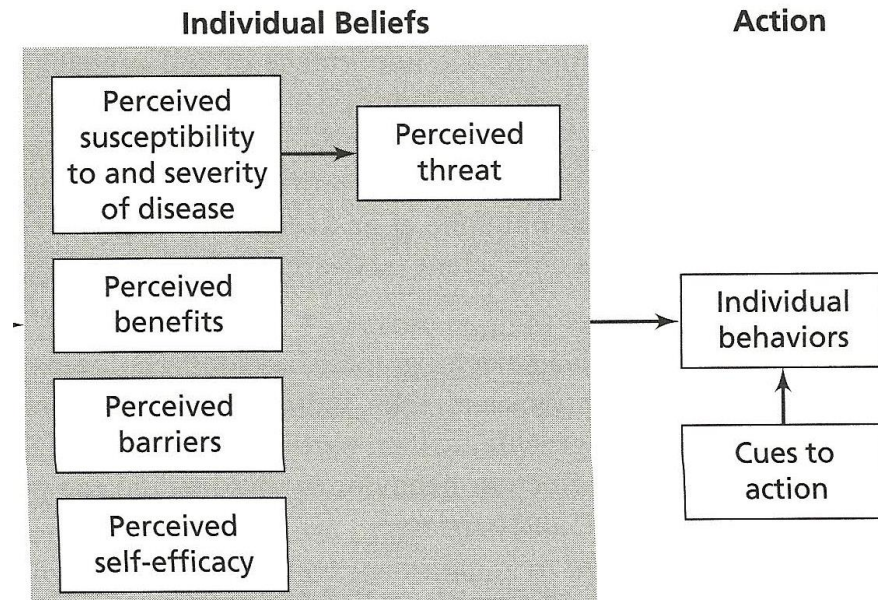 Individual Beliefs
Action
Perceived
susceptibility
to and severity
of disease
Perceived
threat
Perceived
benefits
Perceived
barriers
Perceived
self-efficacy
Individual
behaviors
Cues to
action